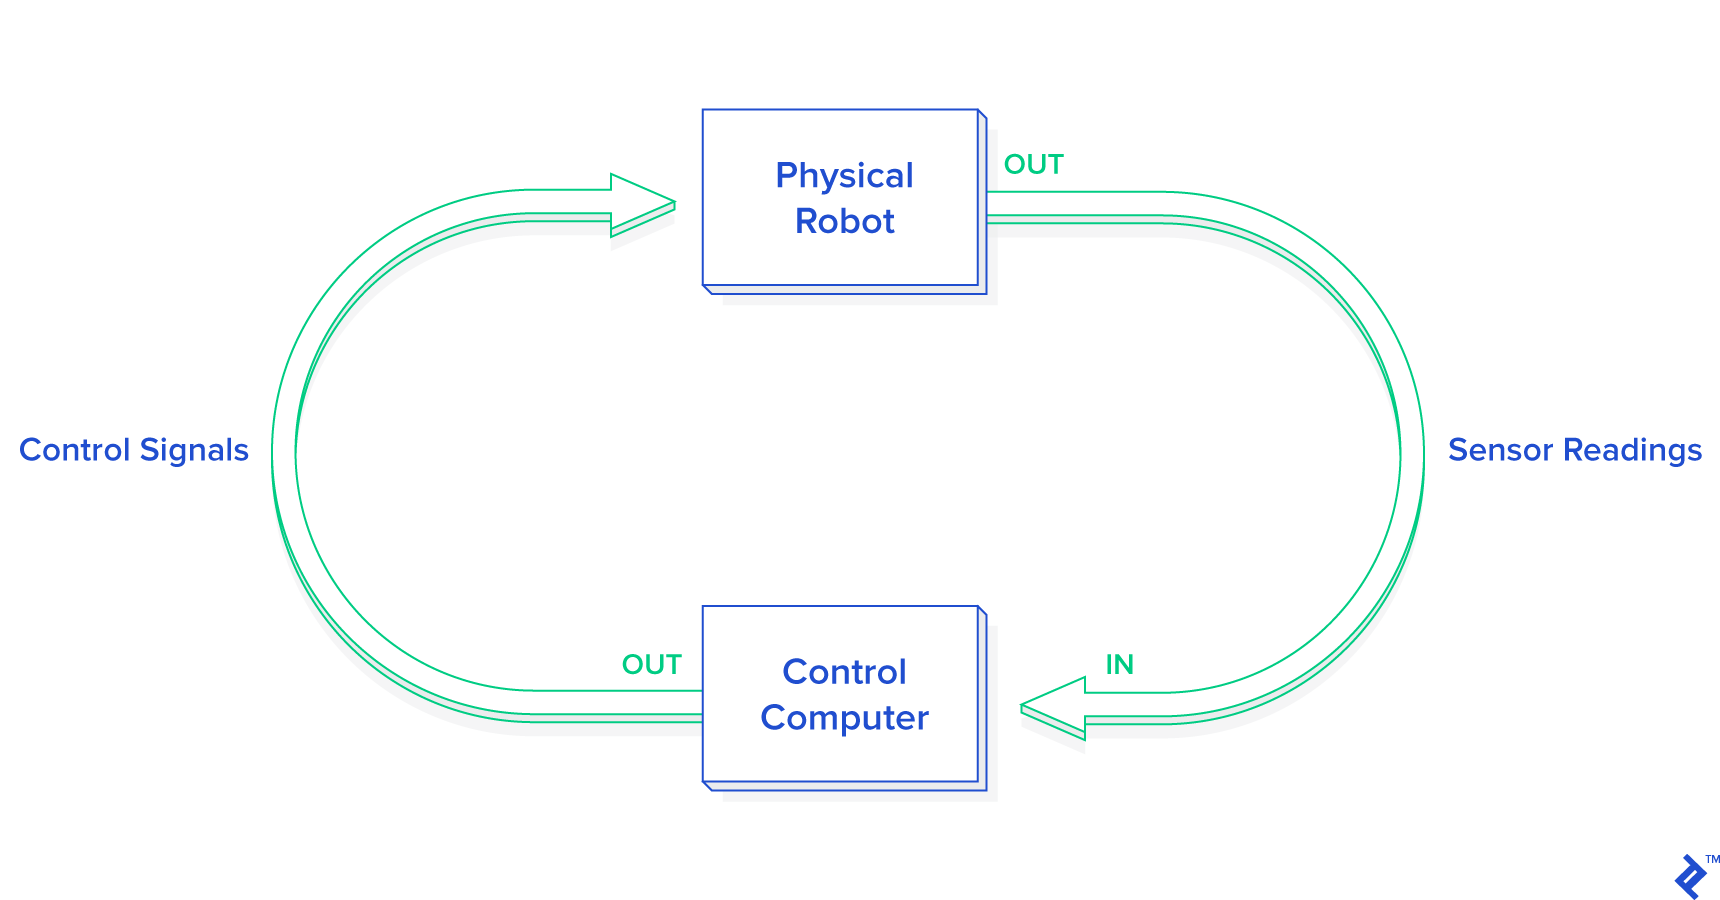 Physical
Robot
OUT
Control Signals
Sensor Readings
OUT
Control
Computer
IN
TM